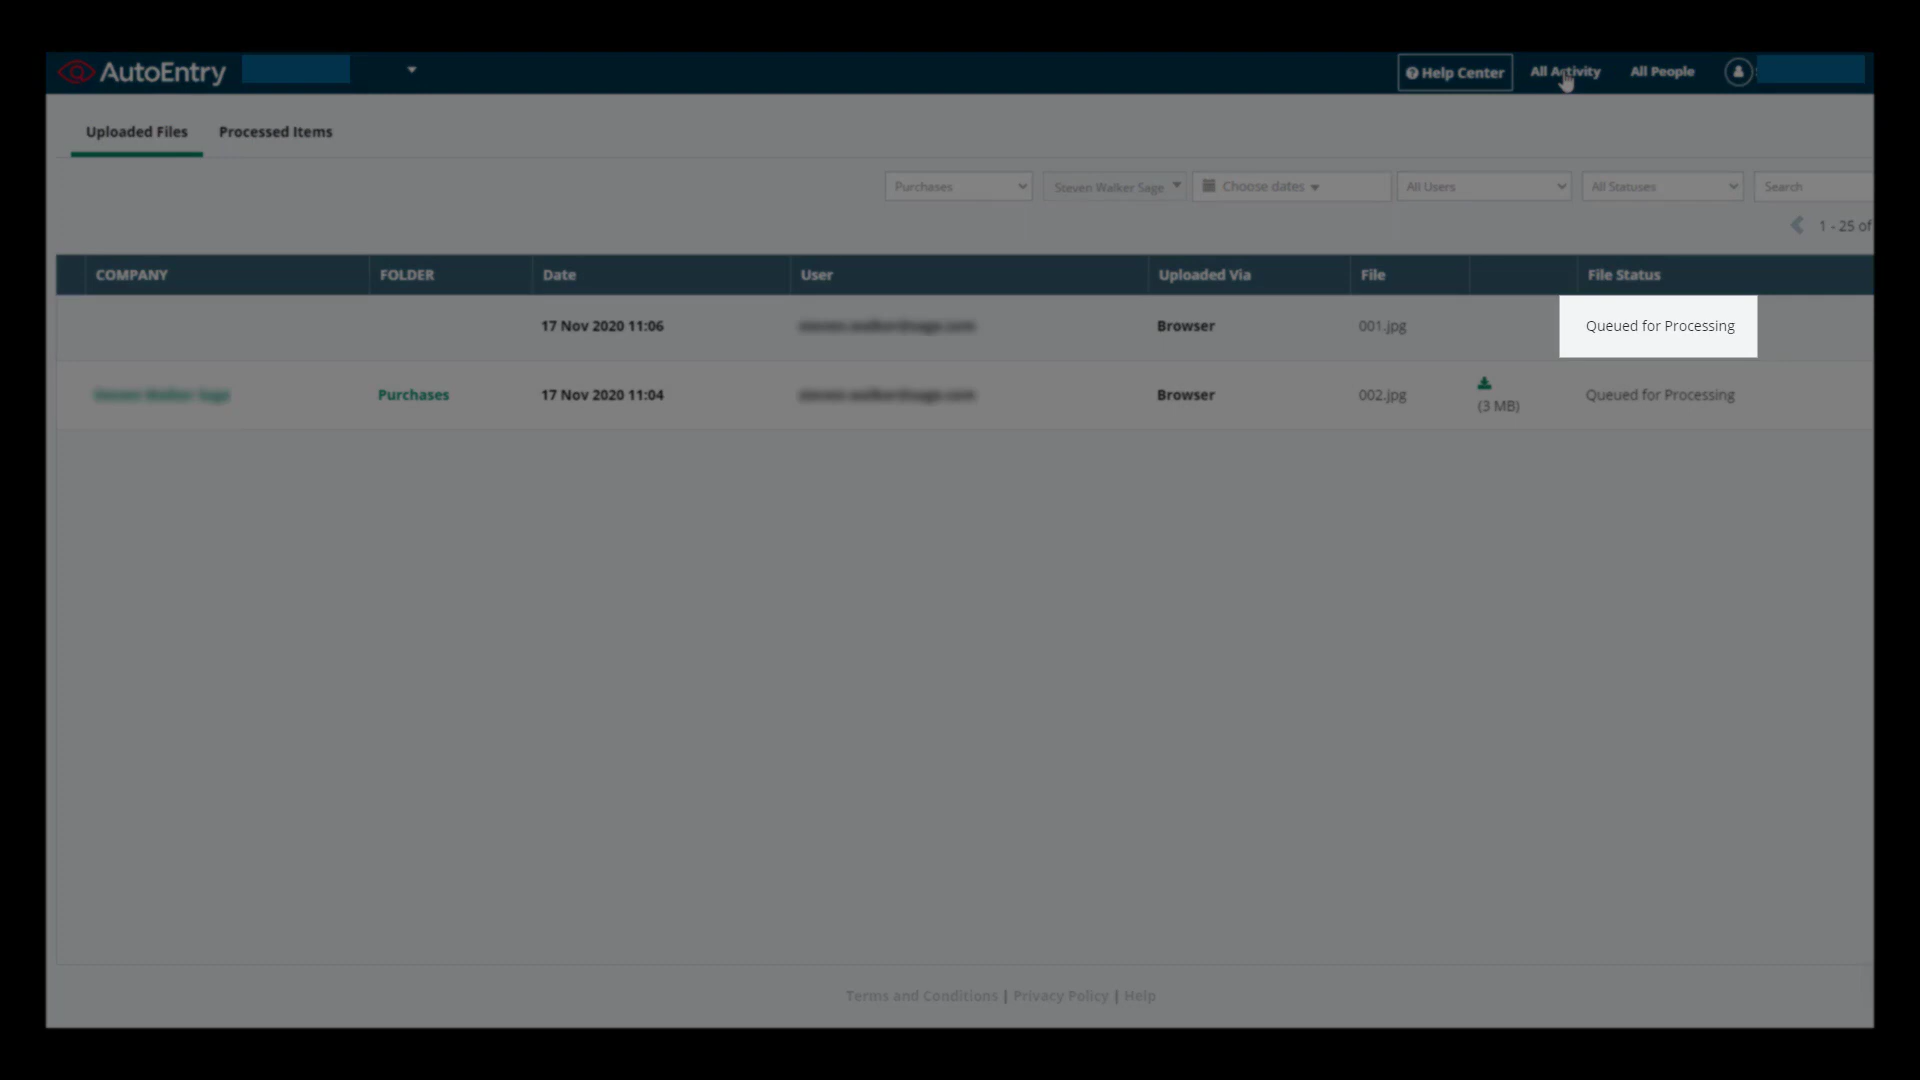 AutoEntry
Help Center All Activity All People
Uploaded Files Processed Items
Purchases Steven Walker Sage Choose dates All Users All Statuses Search
1 - 25 of
COMPANY FOLDER Date User Uploaded Via File File Status
17 Nov 2020 11:06 Browser 001.jpg Queued for Processing
Purchases 17 Nov 2020 11:04 Browser 002.jpg (3 MB) Queued for Processing
Terms and Conditions | Privacy Policy | Help